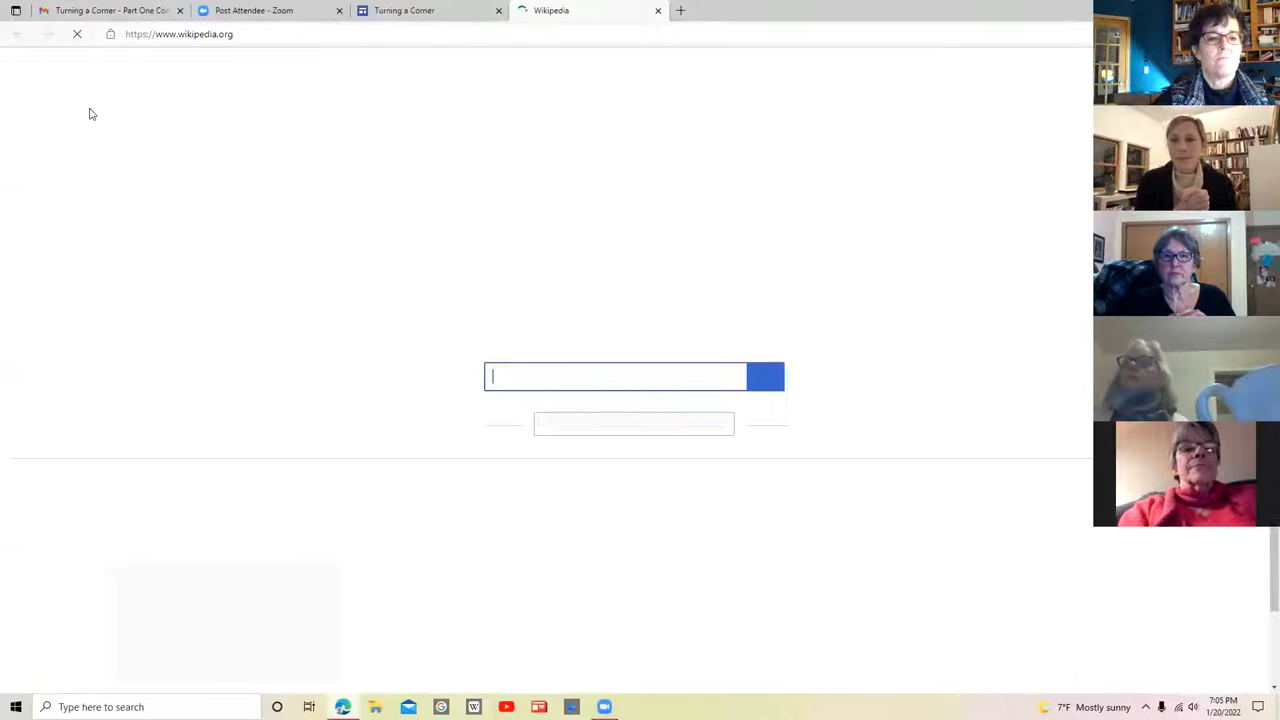 Turning a Corner - Part One Cor
Post Attendee - Zoom
Turning a Corner
Wikipedia
https://www.wikipedia.org
Type here to search
G
W
7°F Mostly sunny
7:05 PM
1/20/2022